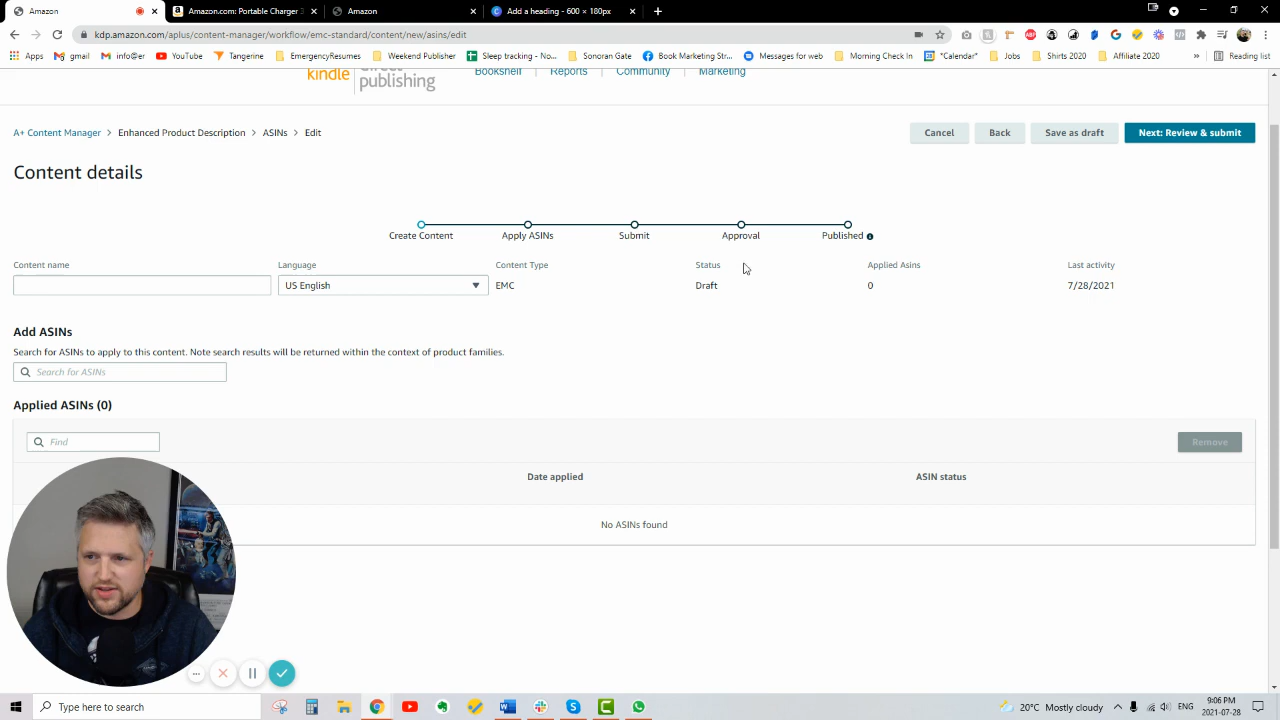 Amazon
Amazon.com: Portable Charger 3
Amazon
Add a heading - 600 × 180px
kdp.amazon.com/aplus/content-manager/workflow/emc-standard/content/new/asins/edit
Apps
gmail
info@er
YouTube
Tangerine
EmergencyResumes
Weekend Publisher
Sleep tracking - No...
Sonoran Gate
Book Marketing Str...
Messages for web
Morning Check In
*Calendar*
Jobs
Shirts 2020
Affiliate 2020
»
Reading list
kindle direct publishing
Bookshelf
Reports
Community
Marketing
A+ Content Manager > Enhanced Product Description > ASINs > Edit
Cancel
Back
Save as draft
Next: Review & submit
Content details
Create Content
Apply ASINs
Submit
Approval
Published
Content name
Language
Content Type
Status
Applied Asins
Last activity
US English
EMC
Draft
0
7/28/2021
Add ASINs
Search for ASINs to apply to this content. Note search results will be returned within the context of product families.
Search for ASINs
Applied ASINs (0)
Find
Remove
Date applied
ASIN status
No ASINs found
Type here to search
20°C Mostly cloudy
ENG
9:06 PM
2021-07-28